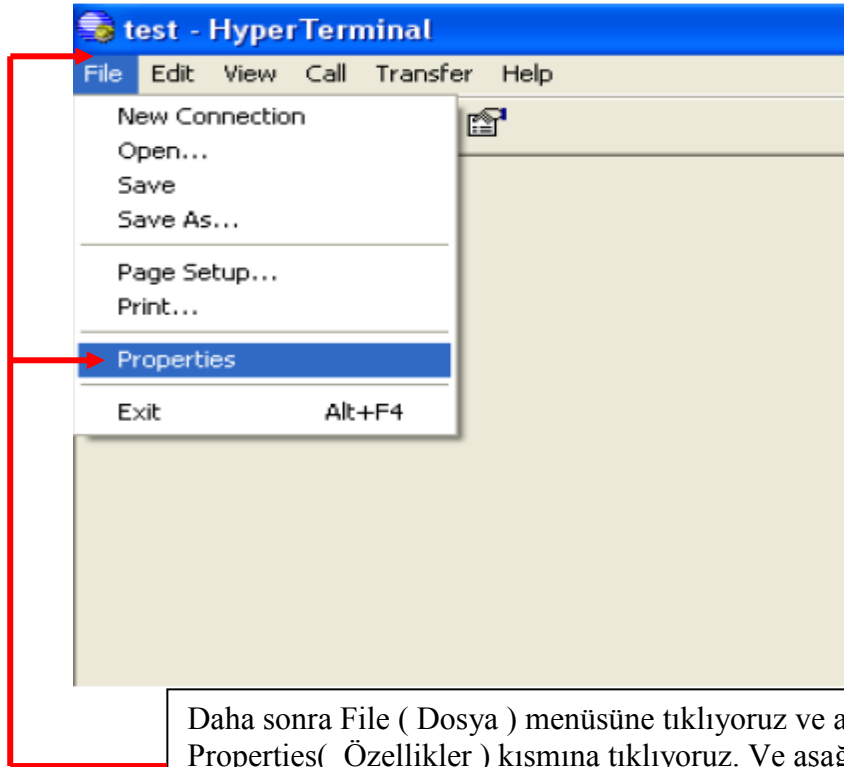 test - HyperTerminal
File Edit View Call Transfer Help
New Connection
Open...
Save
Save As...
Page Setup...
Print...
Properties
Exit Alt+F4
Daha sonra File ( Dosya ) menüsüne tıklıyoruz ve
Properties( Özellikler ) kısmına tıklıyoruz. Ve